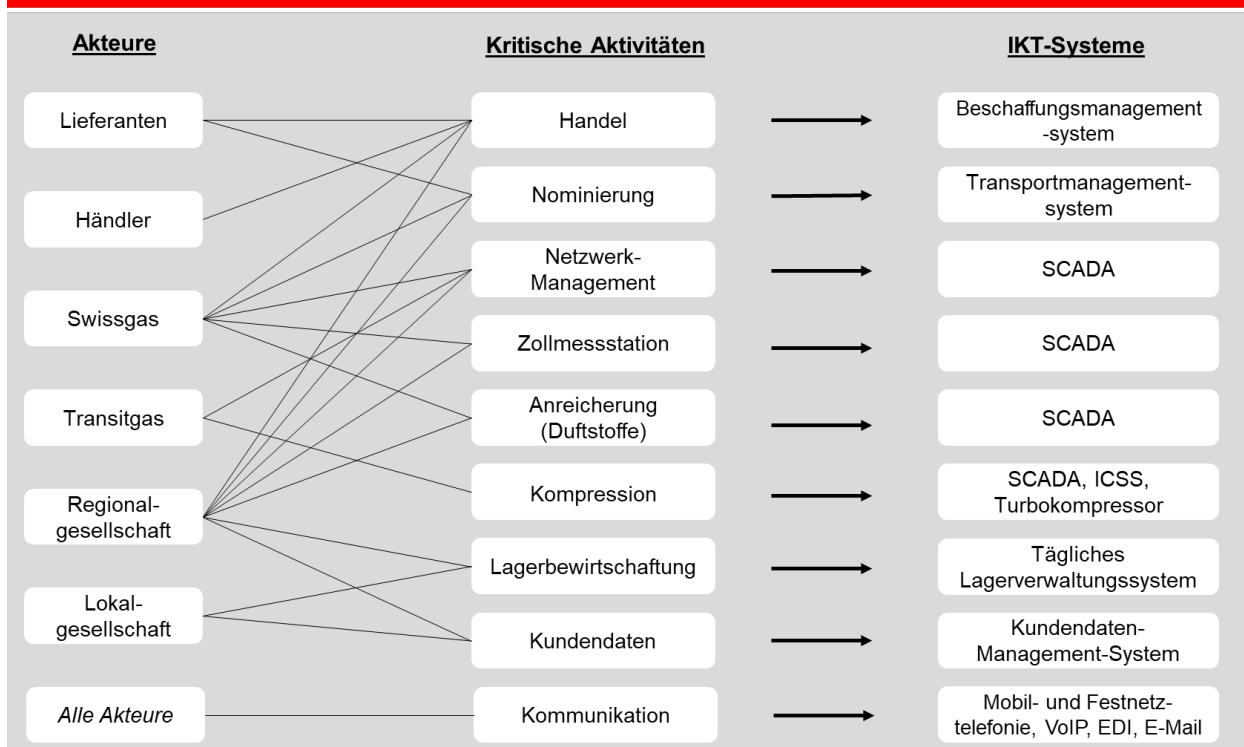 Akteure
Kritische Aktivitäten
IKT-Systeme
Lieferanten
Handel
Beschaffungsmanagement
-system
Händler
Nominierung
Transportmanagement-
system
Swissgas
Netzwerk-
Management
SCADA
Zollmessstation
SCADA
Transitgas
Anreicherung
(Duftstoffe)
SCADA
Regional-
gesellschaft
Kompression
SCADA, ICSS,
Turbokompressor
Lagerbewirtschaftung
Tägliches
Lagerverwaltungssystem
Lokal-
gesellschaft
Kundendaten
Kundendaten-
Management-System
Alle Akteure
Kommunikation
Mobil- und Festnetz-
telefonie, VoIP, EDI, E-Mail